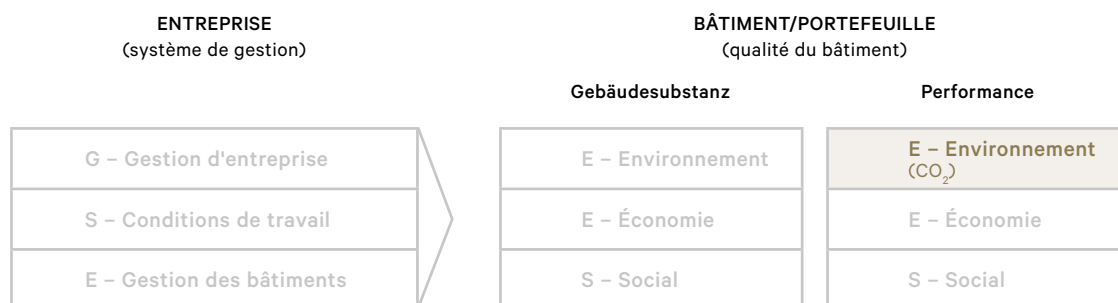 ENTREPRISE
(système de gestion)
BÂTIMENT/PORTEFEUILLE
(qualité du bâtiment)
Gebäudesubstanz
Performance
G – Gestion d'entreprise
S – Conditions de travail
E – Gestion des bâtiments
E – Environnement
E – Économie
S – Social
E – Environnement
(CO₂)
E – Économie
S – Social